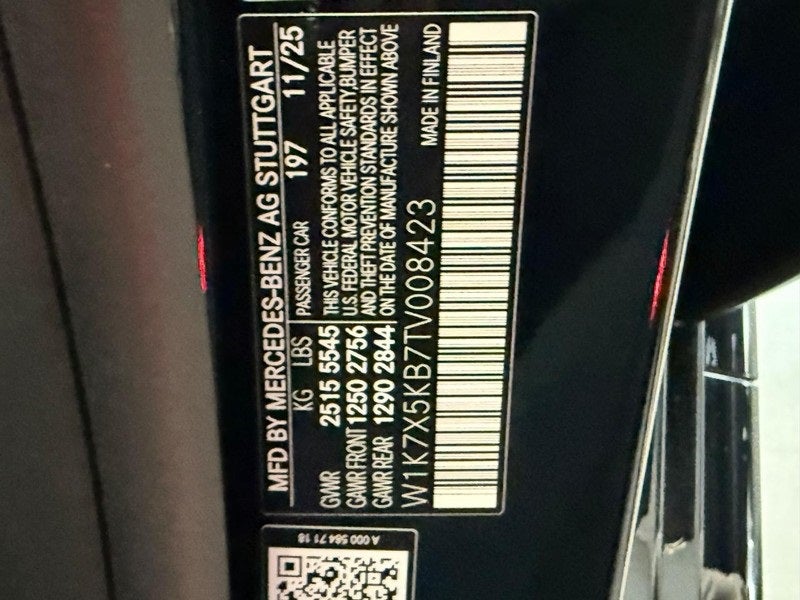 MFD BY MERCEDES-BENZ AG STUTTGART
KG LBS
GVWR 2515 5545
GAWR FRONT 1250 2756
GAWR REAR 1290 2844
PASSENGER CAR 197 11/25
THIS VEHICLE CONFORMS TO ALL APPLICABLE
U.S. FEDERAL MOTOR VEHICLE SAFETY,BUMPER
AND THEFT PREVENTION STANDARDS IN EFFECT
ON THE DATE OF MANUFACTURE SHOWN ABOVE
W1K7X5KB7TV008423 MADE IN FINLAND
A 000 564 71 18